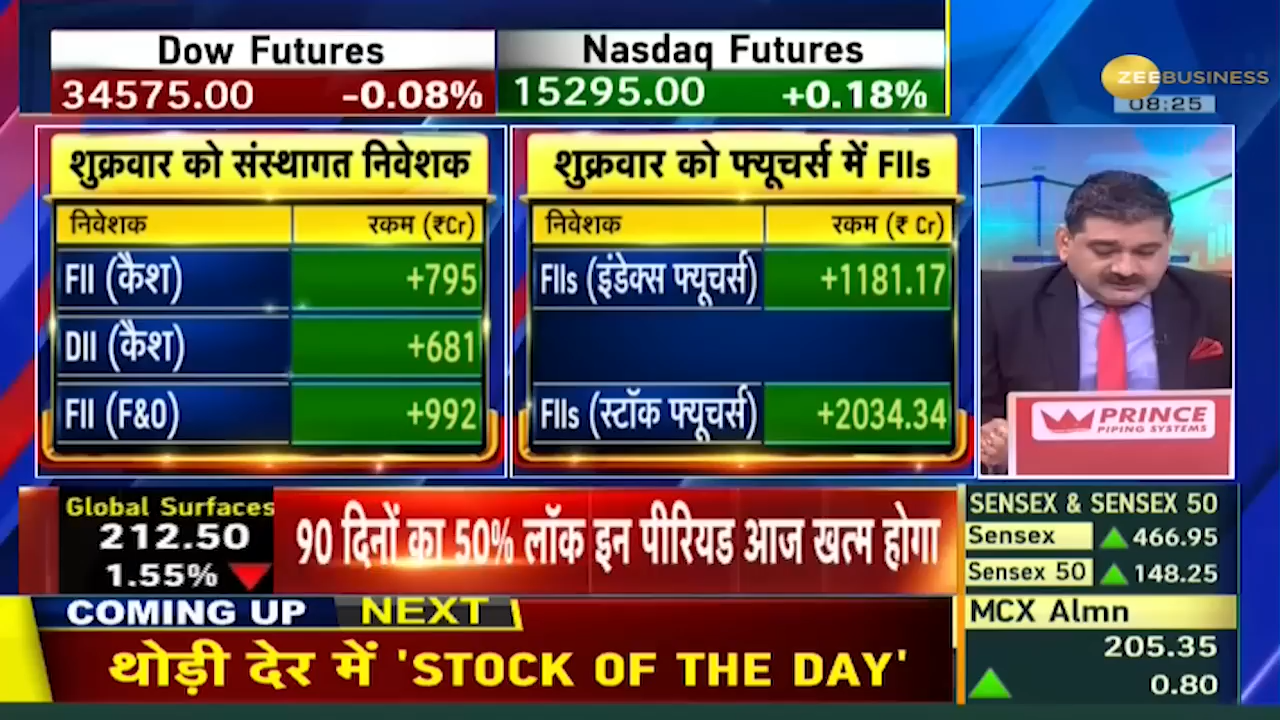 Dow Futures
34575.00 -0.08%
Nasdaq Futures
15295.00 +0.18%
ZEEBUSINESS
08:25
शुक्रवार को संस्थागत निवेशक
निवेशक रकम (₹Cr)
FII (कैश) +795
DII (कैश) +681
FII (F&O) +992
शुक्रवार को फ्यूचर्स में FIIs
निवेशक रकम (₹ Cr)
FIIs (इंडेक्स फ्यूचर्स) +1181.17
FIIs (स्टॉक फ्यूचर्स) +2034.34
PRINCE
PIPING SYSTEMS
Global Surfaces
212.50
1.55%
90 दिनों का 50% लॉक इन पीरियड आज खत्म होगा
SENSEX & SENSEX 50
Sensex 466.95
Sensex 50 148.25
COMING UP NEXT
थोड़ी देर में 'STOCK OF THE DAY'
MCX Almn
205.35
0.80